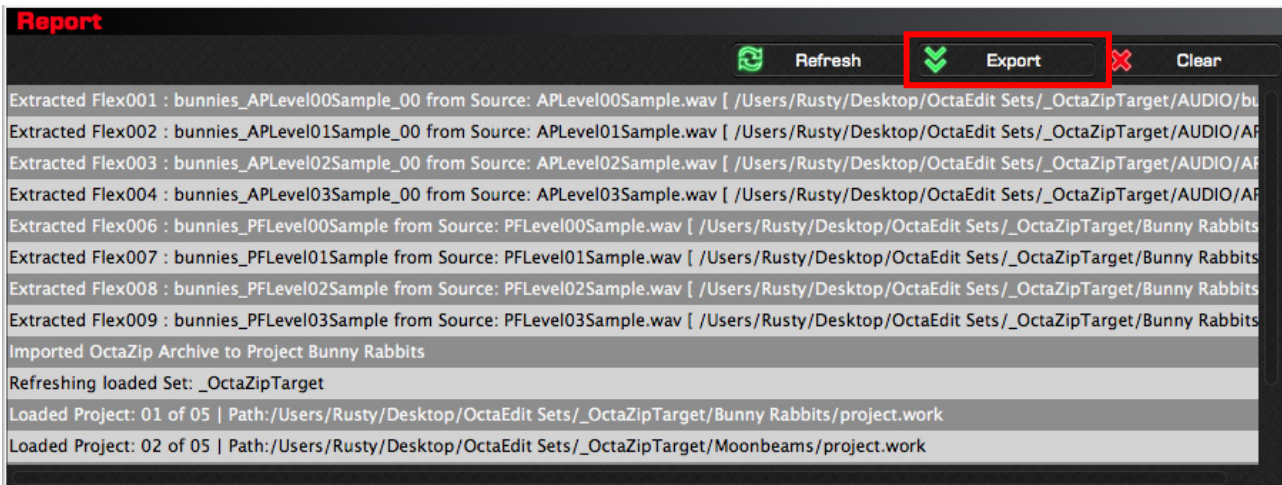 Report
Refresh Export Clear
Extracted Flex001 : bunnies_APLevel00Sample_00 from Source: APLevel00Sample.wav [ /Users/Rusty/Desktop/OctaEdit Sets/_OctaZipTarget/AUDIO/bu
Extracted Flex002 : bunnies_APLevel01Sample_00 from Source: APLevel01Sample.wav [ /Users/Rusty/Desktop/OctaEdit Sets/_OctaZipTarget/AUDIO/AP
Extracted Flex003 : bunnies_APLevel02Sample_00 from Source: APLevel02Sample.wav [ /Users/Rusty/Desktop/OctaEdit Sets/_OctaZipTarget/AUDIO/AP
Extracted Flex004 : bunnies_APLevel03Sample_00 from Source: APLevel03Sample.wav [ /Users/Rusty/Desktop/OctaEdit Sets/_OctaZipTarget/AUDIO/AP
Extracted Flex006 : bunnies_PFLevel00Sample from Source: PFLevel00Sample.wav [ /Users/Rusty/Desktop/OctaEdit Sets/_OctaZipTarget/Bunny Rabbits
Extracted Flex007 : bunnies_PFLevel01Sample from Source: PFLevel01Sample.wav [ /Users/Rusty/Desktop/OctaEdit Sets/_OctaZipTarget/Bunny Rabbits
Extracted Flex008 : bunnies_PFLevel02Sample from Source: PFLevel02Sample.wav [ /Users/Rusty/Desktop/OctaEdit Sets/_OctaZipTarget/Bunny Rabbits
Extracted Flex009 : bunnies_PFLevel03Sample from Source: PFLevel03Sample.wav [ /Users/Rusty/Desktop/OctaEdit Sets/_OctaZipTarget/Bunny Rabbits
Imported OctaZip Archive to Project Bunny Rabbits
Refreshing loaded Set: _OctaZipTarget
Loaded Project: 01 of 05 | Path:/Users/Rusty/Desktop/OctaEdit Sets/_OctaZipTarget/Bunny Rabbits/project.work
Loaded Project: 02 of 05 | Path:/Users/Rusty/Desktop/OctaEdit Sets/_OctaZipTarget/Moonbeams/project.work